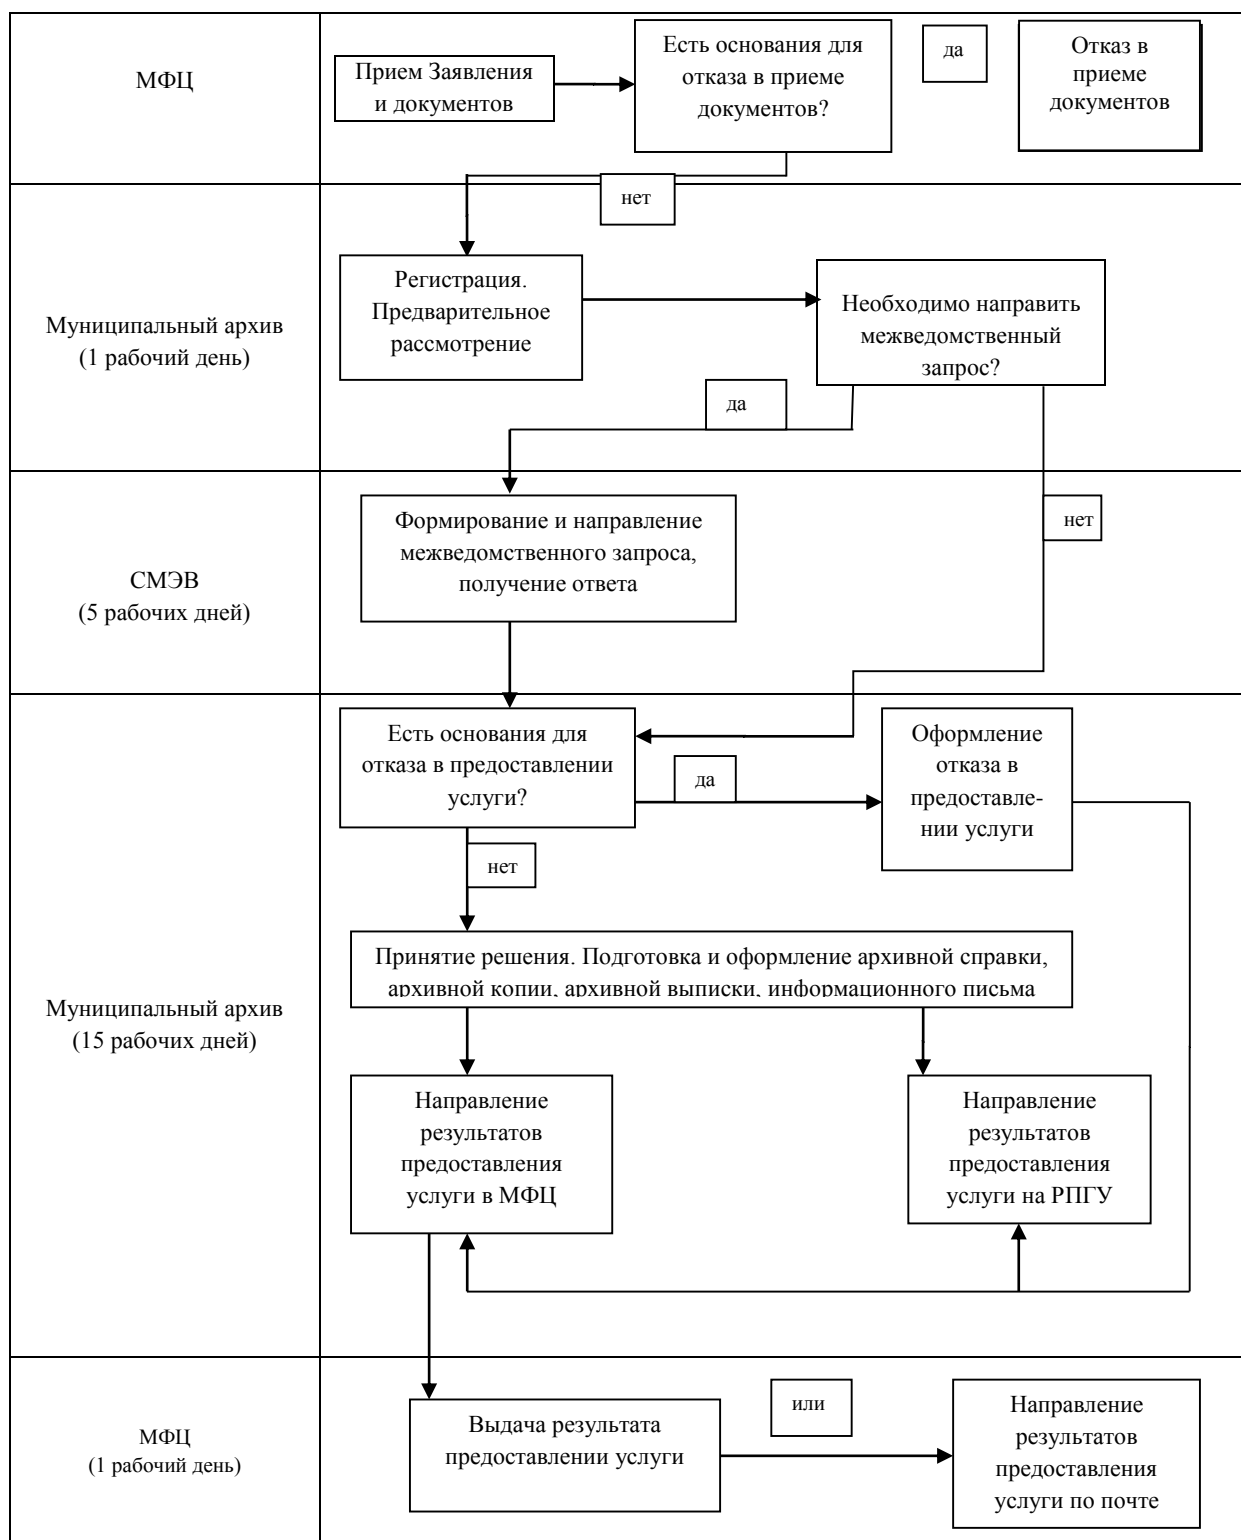 МФЦ
Прием Заявления
и документов
Есть основания для
отказа в приеме
документов?
да
Отказ в
приеме
документов
нет
Муниципальный архив
(1 рабочий день)
Регистрация.
Предварительное
рассмотрение
Необходимо направить
межведомственный
запрос?
да
нет
СМЭВ
(5 рабочих дней)
Формирование и направление
межведомственного запроса,
получение ответа
Муниципальный архив
(15 рабочих дней)
Есть основания для
отказа в предоставлении
услуги?
да
Оформление
отказа в
предоставле-
нии услуги
нет
Принятие решения. Подготовка и оформление архивной справки,
архивной копии, архивной выписки, информационного письма
Направление
результатов
предоставления
услуги в МФЦ
Направление
результатов
предоставления
услуги на РПГУ
МФЦ
(1 рабочий день)
Выдача результата
предоставлении услуги
или
Направление
результатов
предоставления
услуги по почте